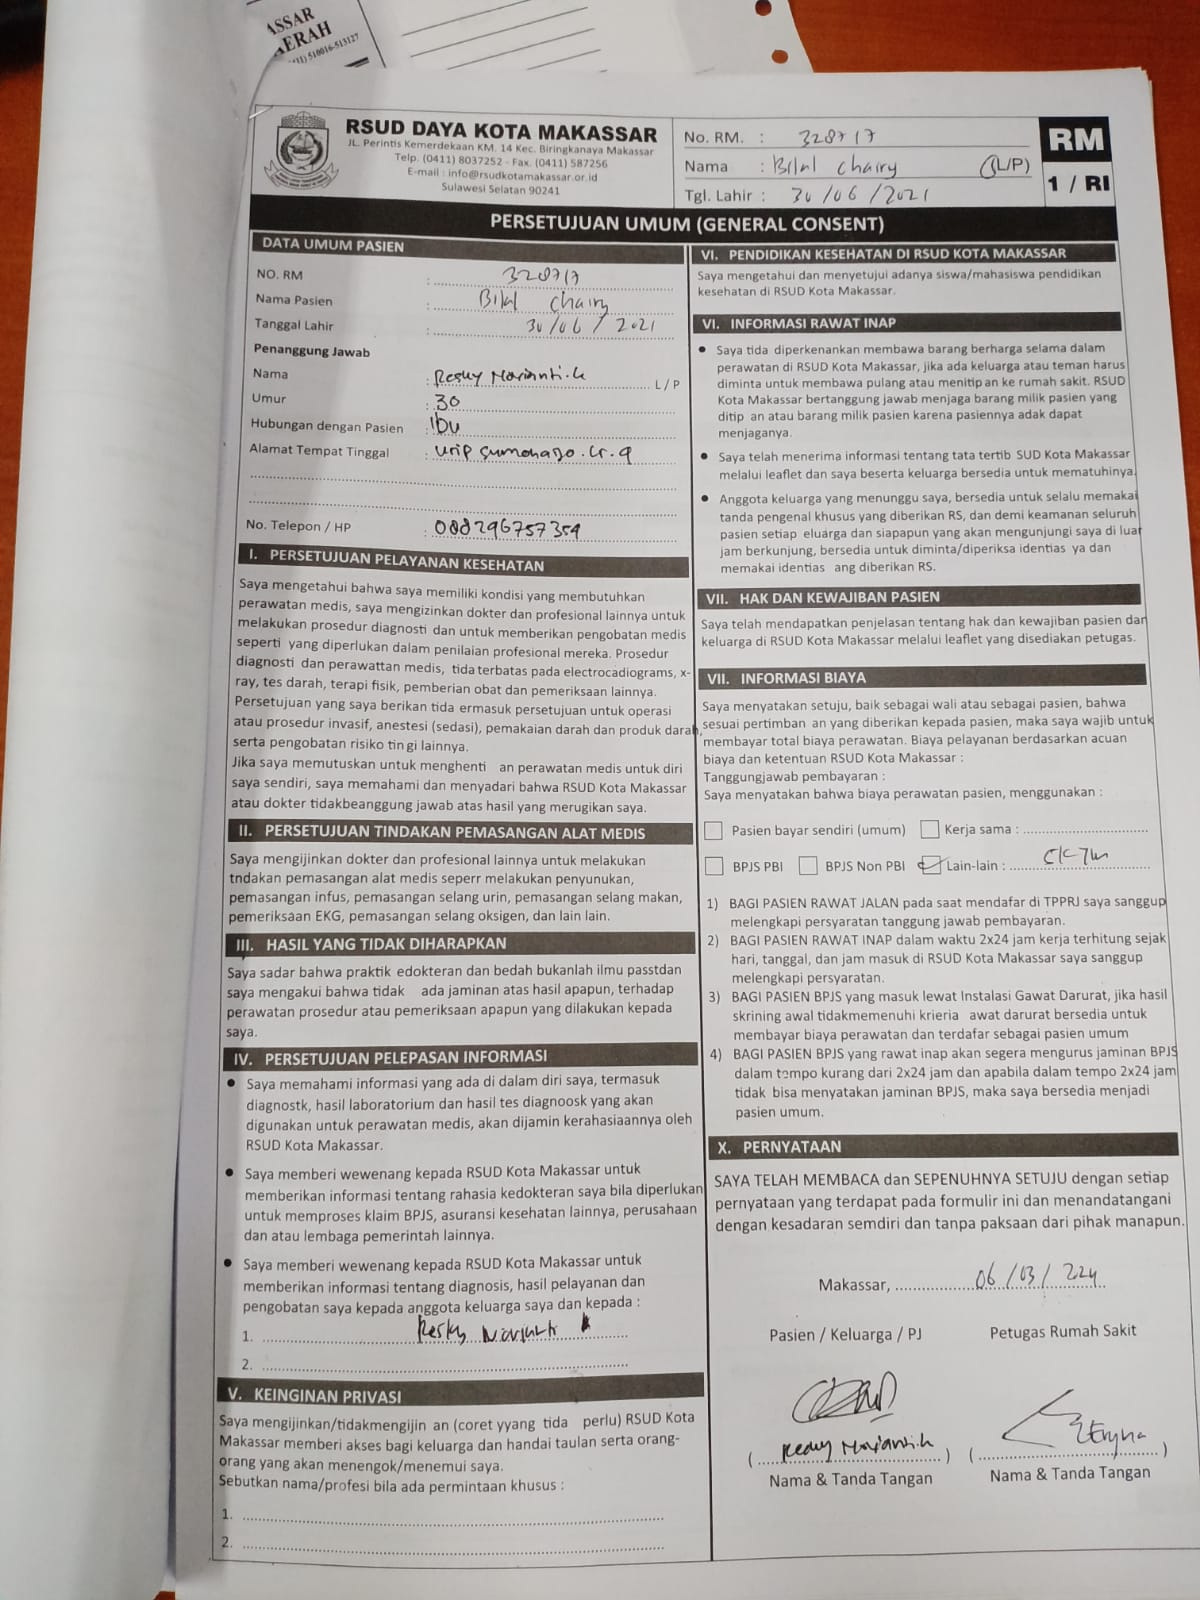 ASSAR
AERAH
510016-513127
RSUD DAYA KOTA MAKASSAR
JL. Perintis Kemerdekaan KM. 14 Kec. Biringkanaya Makassar
Telp. (0411) 8037252 - Fax. (0411) 587256
E-mail : info@rsudkotamakassar.or.id
Sulawesi Selatan 90241
No. RM. : 328717
Nama : Bilal Chairy (L/P)
Tgl. Lahir : 30/06/2021
RM
1 / RI
PERSETUJUAN UMUM (GENERAL CONSENT)
DATA UMUM PASIEN
NO. RM : 328717
Nama Pasien : Bilal Chairy
Tanggal Lahir : 30/06/2021
Penanggung Jawab
Nama : Resky Marianti.H L / P
Umur : 30
Hubungan dengan Pasien : Ibu
Alamat Tempat Tinggal : Urip Sumoharjo. Lr. 9
No. Telepon / HP : 088296757359
I. PERSETUJUAN PELAYANAN KESEHATAN
Saya mengetahui bahwa saya memiliki kondisi yang membutuhkan
perawatan medis, saya mengizinkan dokter dan profesional lainnya untuk
melakukan prosedur diagnosti dan untuk memberikan pengobatan medis
seperti yang diperlukan dalam penilaian profesional mereka. Prosedur
diagnosti dan perawattan medis, tida terbatas pada electrocadiograms, x-
ray, tes darah, terapi fisik, pemberian obat dan pemeriksaan lainnya.
Persetujuan yang saya berikan tida ermasuk persetujuan untuk operasi
atau prosedur invasif, anestesi (sedasi), pemakaian darah dan produk darah,
serta pengobatan risiko tin gi lainnya.
Jika saya memutuskan untuk menghenti an perawatan medis untuk diri
saya sendiri, saya memahami dan menyadari bahwa RSUD Kota Makassar
atau dokter tidakbeanggung jawab atas hasil yang merugikan saya.
II. PERSETUJUAN TINDAKAN PEMASANGAN ALAT MEDIS
Saya mengijinkan dokter dan profesional lainnya untuk melakukan
tndakan pemasangan alat medis seperr melakukan penyunukan,
pemasangan infus, pemasangan selang urin, pemasangan selang makan,
pemeriksaan EKG, pemasangan selang oksigen, dan lain lain.
III. HASIL YANG TIDAK DIHARAPKAN
Saya sadar bahwa praktik edokteran dan bedah bukanlah ilmu passtdan
saya mengakui bahwa tidak ada jaminan atas hasil apapun, terhadap
perawatan prosedur atau pemeriksaan apapun yang dilakukan kepada
saya.
IV. PERSETUJUAN PELEPASAN INFORMASI
● Saya memahami informasi yang ada di dalam diri saya, termasuk
diagnostk, hasil laboratorium dan hasil tes diagnoosk yang akan
digunakan untuk perawatan medis, akan dijamin kerahasiaannya oleh
RSUD Kota Makassar.
● Saya memberi wewenang kepada RSUD Kota Makassar untuk
memberikan informasi tentang rahasia kedokteran saya bila diperlukan
untuk memproses klaim BPJS, asuransi kesehatan lainnya, perusahaan
dan atau lembaga pemerintah lainnya.
● Saya memberi wewenang kepada RSUD Kota Makassar untuk
memberikan informasi tentang diagnosis, hasil pelayanan dan
pengobatan saya kepada anggota keluarga saya dan kepada :
1. Resky Marianti
2.
V. KEINGINAN PRIVASI
Saya mengijinkan/tidakmengijin an (coret yyang tida perlu) RSUD Kota
Makassar memberi akses bagi keluarga dan handai taulan serta orang-
orang yang akan menengok/menemui saya.
Sebutkan nama/profesi bila ada permintaan khusus :
1.
2.
VI. PENDIDIKAN KESEHATAN DI RSUD KOTA MAKASSAR
Saya mengetahui dan menyetujui adanya siswa/mahasiswa pendidikan
kesehatan di RSUD Kota Makassar.
VI. INFORMASI RAWAT INAP
● Saya tida diperkenankan membawa barang berharga selama dalam
perawatan di RSUD Kota Makassar, jika ada keluarga atau teman harus
diminta untuk membawa pulang atau menitip an ke rumah sakit. RSUD
Kota Makassar bertanggung jawab menjaga barang milik pasien yang
ditip an atau barang milik pasien karena pasiennya adak dapat
menjaganya.
● Saya telah menerima informasi tentang tata tertib SUD Kota Makassar
melalui leaflet dan saya beserta keluarga bersedia untuk mematuhinya.
● Anggota keluarga yang menunggu saya, bersedia untuk selalu memakai
tanda pengenal khusus yang diberikan RS, dan demi keamanan seluruh
pasien setiap eluarga dan siapapun yang akan mengunjungi saya di luar
jam berkunjung, bersedia untuk diminta/diperiksa identias ya dan
memakai identias ang diberikan RS.
VII. HAK DAN KEWAJIBAN PASIEN
Saya telah mendapatkan penjelasan tentang hak dan kewajiban pasien dan
keluarga di RSUD Kota Makassar melalui leaflet yang disediakan petugas.
VII. INFORMASI BIAYA
Saya menyatakan setuju, baik sebagai wali atau sebagai pasien, bahwa
sesuai pertimban an yang diberikan kepada pasien, maka saya wajib untuk
membayar total biaya perawatan. Biaya pelayanan berdasarkan acuan
biaya dan ketentuan RSUD Kota Makassar :
Tanggungjawab pembayaran :
Saya menyatakan bahwa biaya perawatan pasien, menggunakan :
Pasien bayar sendiri (umum) Kerja sama :
BPJS PBI BPJS Non PBI Lain-lain :
1) BAGI PASIEN RAWAT JALAN pada saat mendafar di TPPRJ saya sanggup
melengkapi persyaratan tanggung jawab pembayaran.
2) BAGI PASIEN RAWAT INAP dalam waktu 2x24 jam kerja terhitung sejak
hari, tanggal, dan jam masuk di RSUD Kota Makassar saya sanggup
melengkapi persyaratan.
3) BAGI PASIEN BPJS yang masuk lewat Instalasi Gawat Darurat, jika hasil
skrining awal tidakmemenuhi krieria awat darurat bersedia untuk
membayar biaya perawatan dan terdafar sebagai pasien umum
4) BAGI PASIEN BPJS yang rawat inap akan segera mengurus jaminan BPJS
dalam tempo kurang dari 2x24 jam dan apabila dalam tempo 2x24 jam
tidak bisa menyatakan jaminan BPJS, maka saya bersedia menjadi
pasien umum.
X. PERNYATAAN
SAYA TELAH MEMBACA dan SEPENUHNYA SETUJU dengan setiap
pernyataan yang terdapat pada formulir ini dan menandatangani
dengan kesadaran semdiri dan tanpa paksaan dari pihak manapun.
Makassar, 06/03/2024
Pasien / Keluarga / PJ Petugas Rumah Sakit
(Resky Marianti.H) ( )
Nama & Tanda Tangan Nama & Tanda Tangan